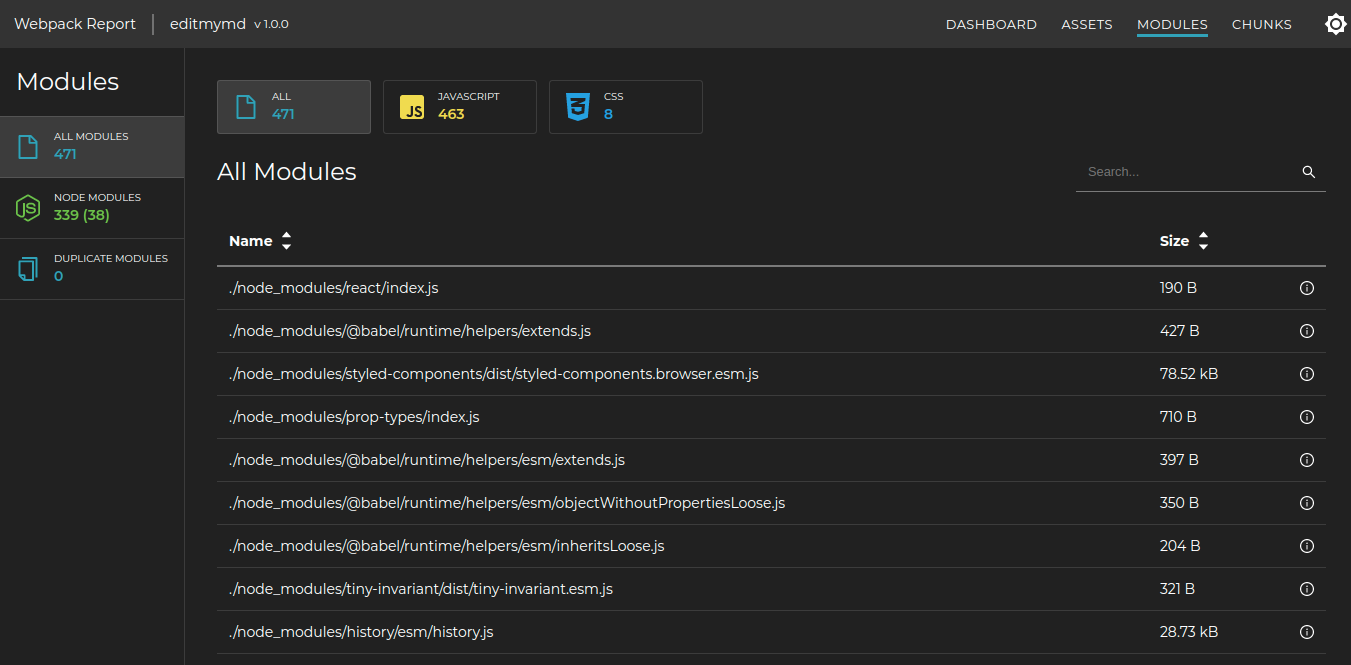 Webpack Report editmymd v 1.0.0 DASHBOARD ASSETS MODULES CHUNKS
Modules
ALL MODULES
471
NODE MODULES
339 (38)
DUPLICATE MODULES
0
ALL
471
JS
JAVASCRIPT
463
CSS
8
All Modules
Search...
Name Size
./node_modules/react/index.js 190 B
./node_modules/@babel/runtime/helpers/extends.js 427 B
./node_modules/styled-components/dist/styled-components.browser.esm.js 78.52 kB
./node_modules/prop-types/index.js 710 B
./node_modules/@babel/runtime/helpers/esm/extends.js 397 B
./node_modules/@babel/runtime/helpers/esm/objectWithoutPropertiesLoose.js 350 B
./node_modules/@babel/runtime/helpers/esm/inheritsLoose.js 204 B
./node_modules/tiny-invariant/dist/tiny-invariant.esm.js 321 B
./node_modules/history/esm/history.js 28.73 kB